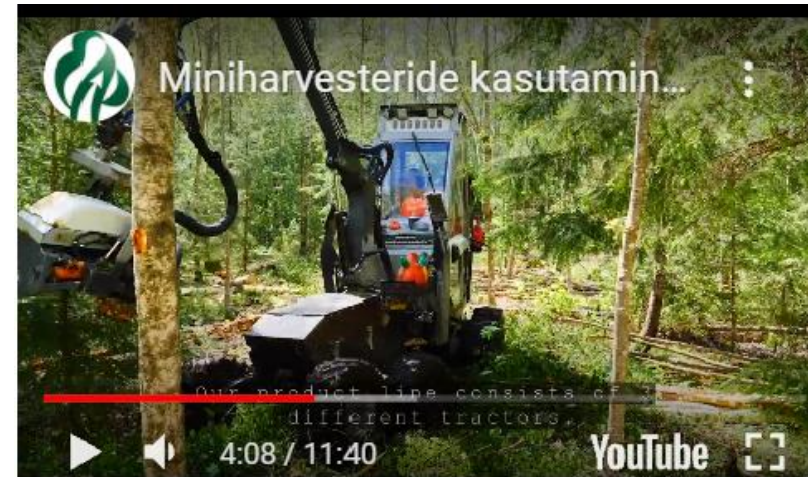 Miniharvesteride kasutamin...
Our product line consists of
different tractors.
4:08 / 11:40
YouTube